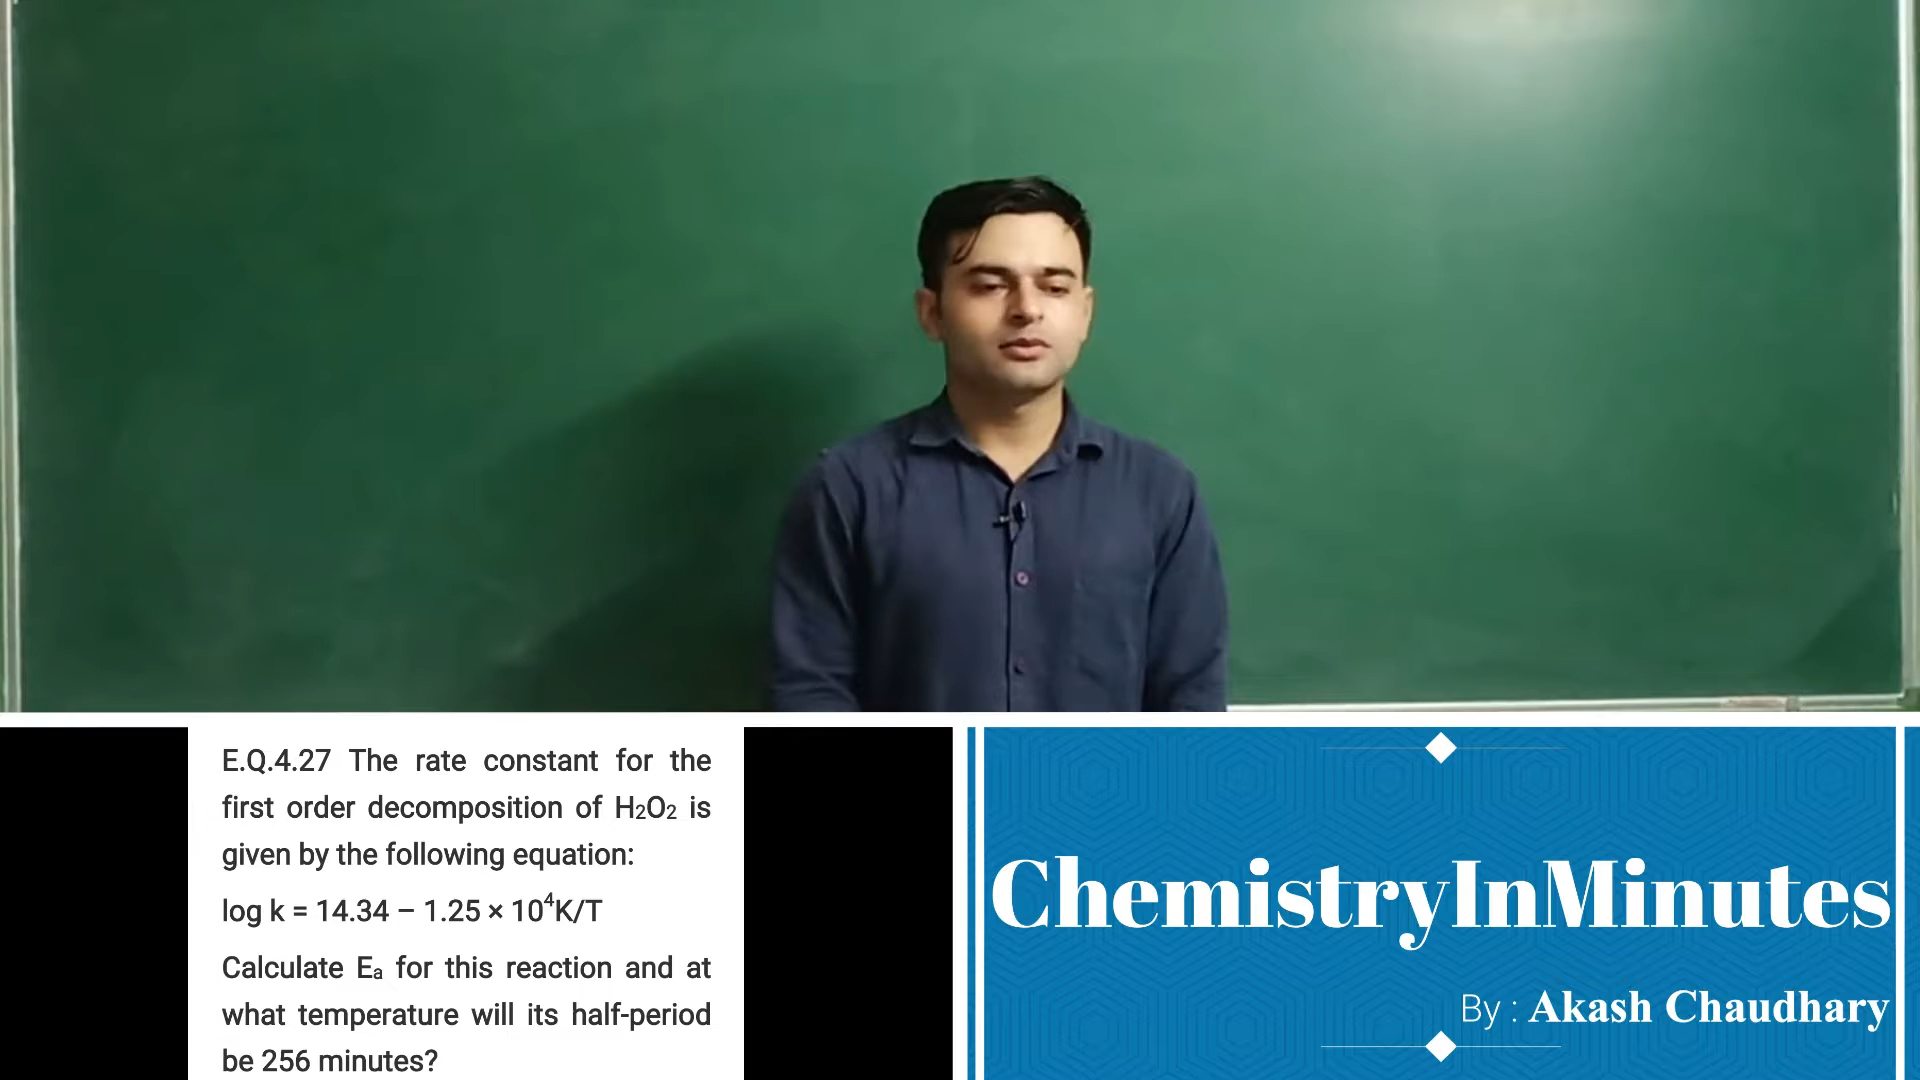 E.Q.4.27 The rate constant for the
first order decomposition of H₂O₂ is
given by the following equation:
log k = 14.34 – 1.25 × 10⁴K/T
Calculate Eₐ for this reaction and at
what temperature will its half-period
be 256 minutes?
ChemistryInMinutes
By : Akash Chaudhary